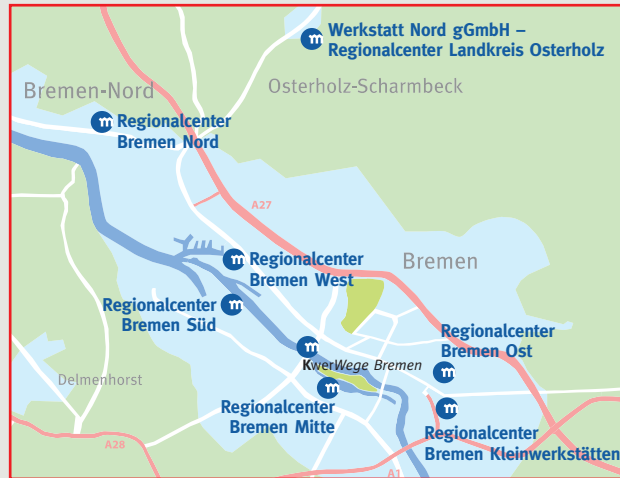 Werkstatt Nord gGmbH –
Regionalcenter Landkreis Osterholz
Bremen-Nord
Osterholz-Scharmbeck
Regionalcenter
Bremen Nord
A27
Regionalcenter
Bremen West
Bremen
Regionalcenter
Bremen Süd
Regionalcenter
Bremen Ost
KwerWege Bremen
Delmenhorst
Regionalcenter
Bremen Mitte
Regionalcenter
Bremen Kleinwerkstätten
A28
A1
m
m
m
m
m
m
m
m